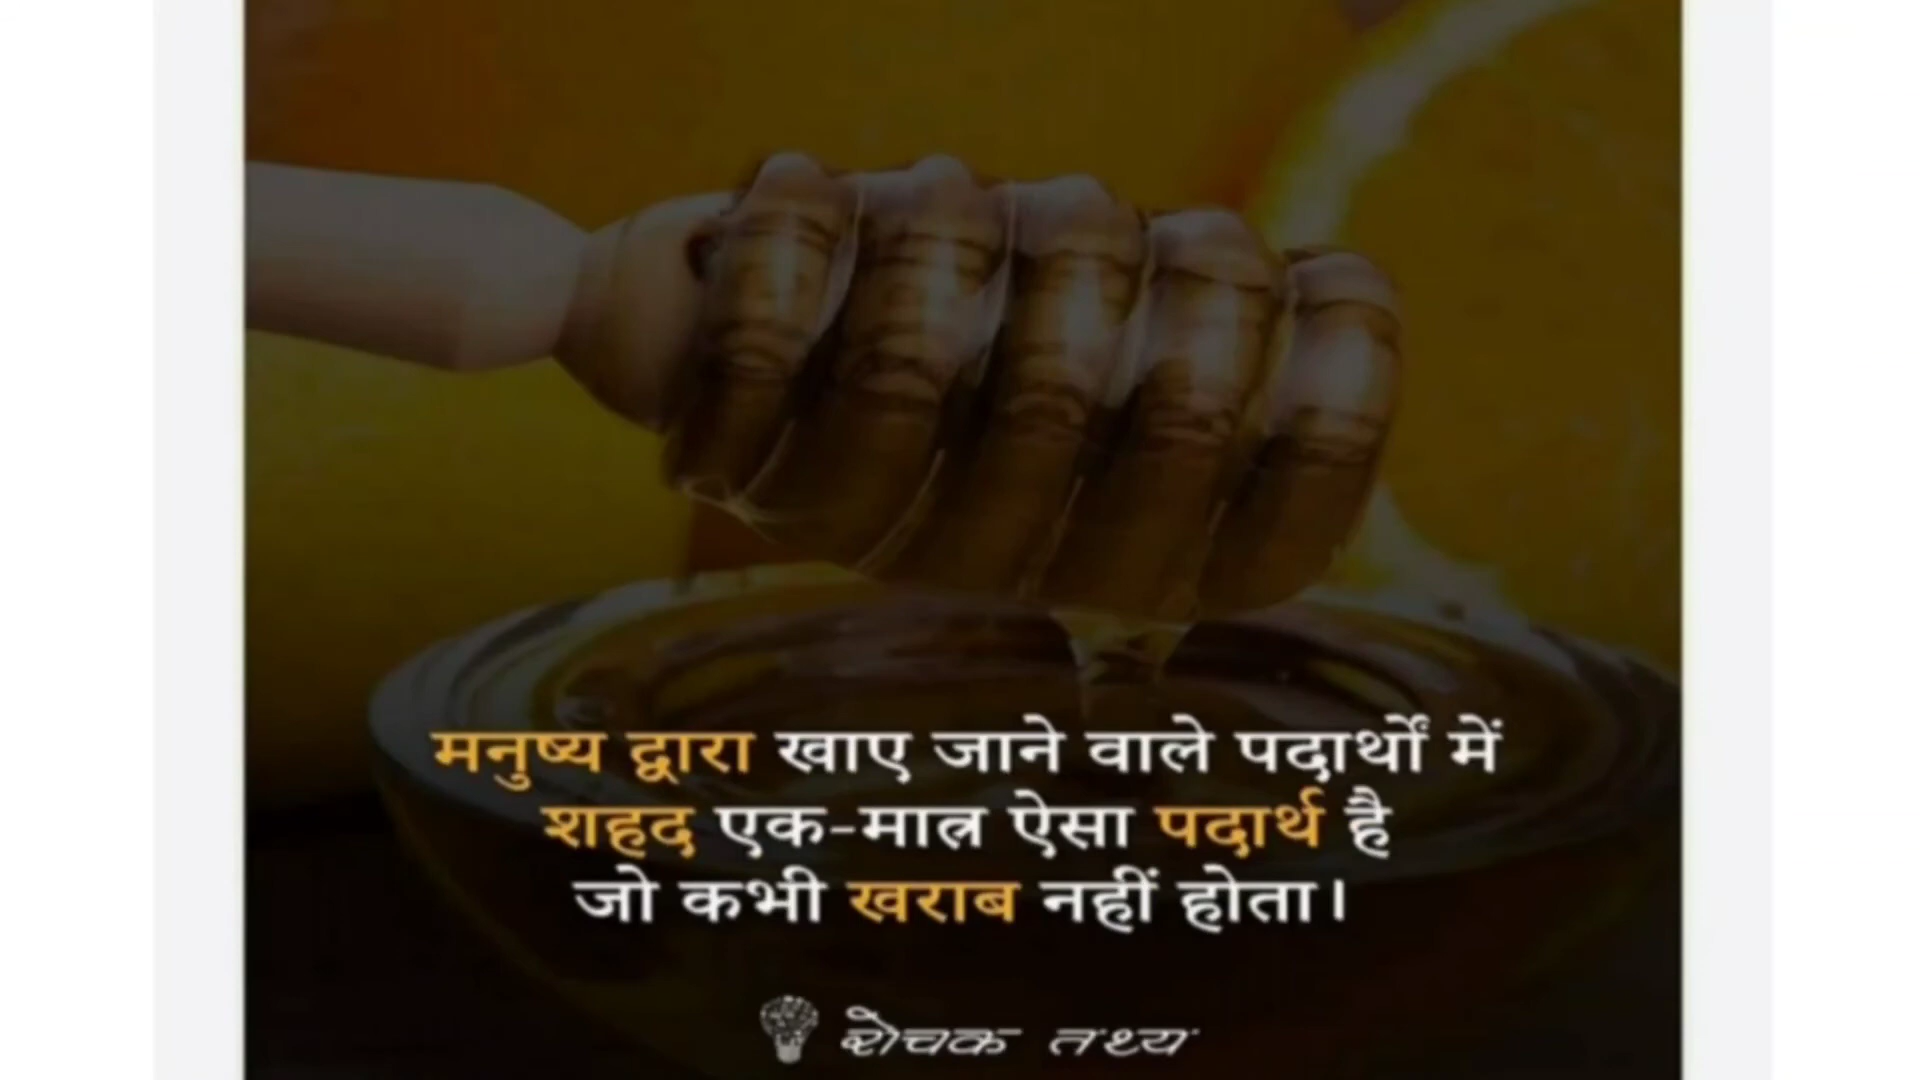 मनुष्य द्वारा खाए जाने वाले पदार्थों में
शहद एक-मात्र ऐसा पदार्थ है
जो कभी खराब नहीं होता।
रोचक तथ्य